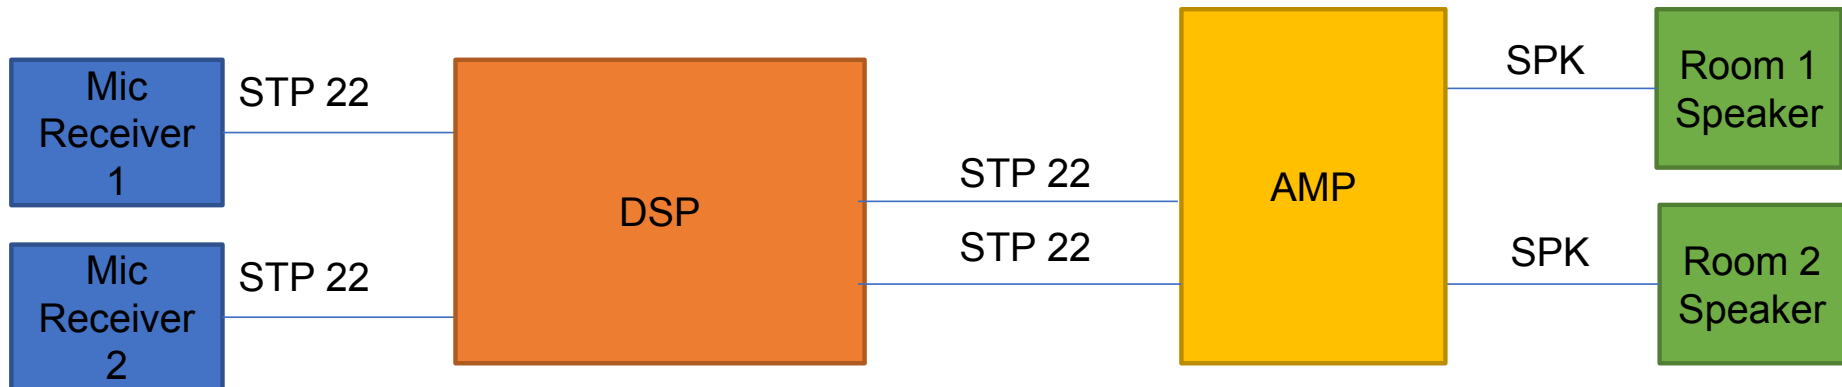 Mic
Receiver
1
STP 22
Mic
Receiver
2
STP 22
DSP
STP 22
STP 22
AMP
SPK
Room 1
Speaker
SPK
Room 2
Speaker